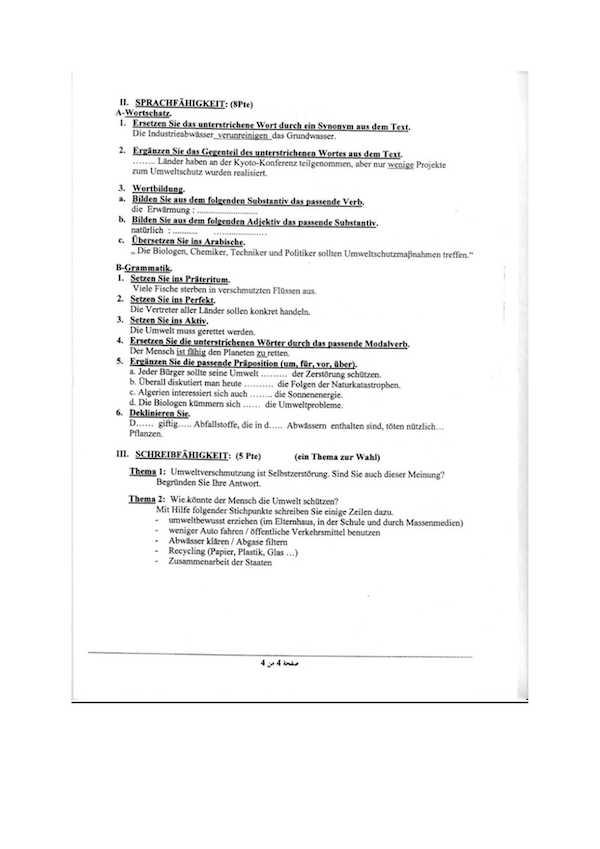 II. SPRACHFÄHIGKEIT: (8Pte)
A-Wortschatz.
1. Ersetzen Sie das unterstrichene Wort durch ein Synonym aus dem Text.
Die Industrieabwässer verunreinigen das Grundwasser.
2. Ergänzen Sie das Gegenteil des unterstrichenen Wortes aus dem Text.
........ Länder haben an der Kyoto-Konferenz teilgenommen, aber nur wenige Projekte
zum Umweltschutz wurden realisiert.
3. Wortbildung.
a. Bilden Sie aus dem folgenden Substantiv das passende Verb.
die Erwärmung : ............................
b. Bilden Sie aus dem folgenden Adjektiv das passende Substantiv.
natürlich : ........... ........................
c. Übersetzen Sie ins Arabische.
„ Die Biologen, Chemiker, Techniker und Politiker sollten Umweltschutzmaßnahmen treffen.“
B-Grammatik.
1. Setzen Sie ins Präteritum.
Viele Fische sterben in verschmutzten Flüssen aus.
2. Setzen Sie ins Perfekt.
Die Vertreter aller Länder sollen konkret handeln.
3. Setzen Sie ins Aktiv.
Die Umwelt muss gerettet werden.
4. Ersetzen Sie die unterstrichenen Wörter durch das passende Modalverb.
Der Mensch ist fähig den Planeten zu retten.
5. Ergänzen Sie die passende Präposition (um, für, vor, über).
a. Jeder Bürger sollte seine Umwelt ......... der Zerstörung schützen.
b. Überall diskutiert man heute .......... die Folgen der Naturkatastrophen.
c. Algerien interessiert sich auch ........ die Sonnenenergie.
d. Die Biologen kümmern sich ...... die Umweltprobleme.
6. Deklinieren Sie.
D...... giftig..... Abfallstoffe, die in d..... Abwässern enthalten sind, töten nützlich...
Pflanzen.
III. SCHREIBFÄHIGKEIT: (5 Pte) (ein Thema zur Wahl)
Thema 1: Umweltverschmutzung ist Selbstzerstörung. Sind Sie auch dieser Meinung?
Begründen Sie Ihre Antwort.
Thema 2: Wie könnte der Mensch die Umwelt schützen?
Mit Hilfe folgender Stichpunkte schreiben Sie einige Zeilen dazu.
- umweltbewusst erziehen (im Elternhaus, in der Schule und durch Massenmedien)
- weniger Auto fahren / öffentliche Verkehrsmittel benutzen
- Abwässer klären / Abgase filtern
- Recycling (Papier, Plastik, Glas ...)
- Zusammenarbeit der Staaten
صفحة 4 من 4